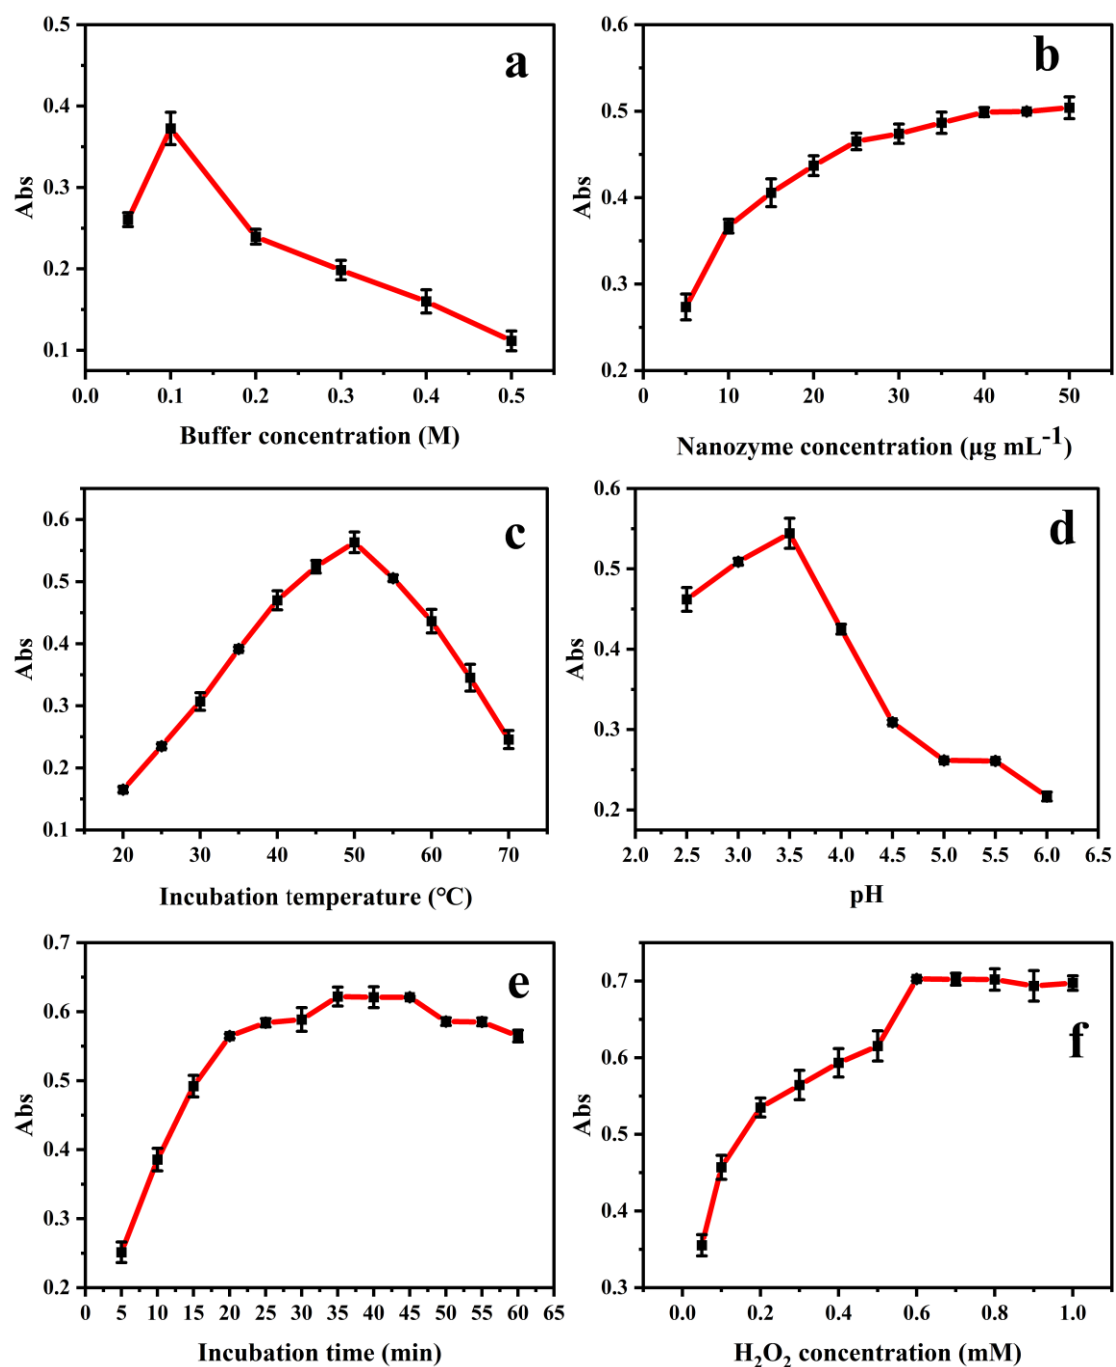 a
Abs
0.5
0.4
0.3
0.2
0.1
0.0 0.1 0.2 0.3 0.4 0.5
Buffer concentration (M)
b
Abs
0.6
0.5
0.4
0.3
0.2
0 10 20 30 40 50
Nanozyme concentration (µg mL⁻¹)
c
Abs
0.6
0.5
0.4
0.3
0.2
0.1
20 30 40 50 60 70
Incubation temperature (°C)
d
Abs
0.6
0.5
0.4
0.3
0.2
2.0 2.5 3.0 3.5 4.0 4.5 5.0 5.5 6.0 6.5
pH
e
Abs
0.7
0.6
0.5
0.4
0.3
0.2
0 5 10 15 20 25 30 35 40 45 50 55 60 65
Incubation time (min)
f
Abs
0.7
0.6
0.5
0.4
0.3
0.0 0.2 0.4 0.6 0.8 1.0
H₂O₂ concentration (mM)